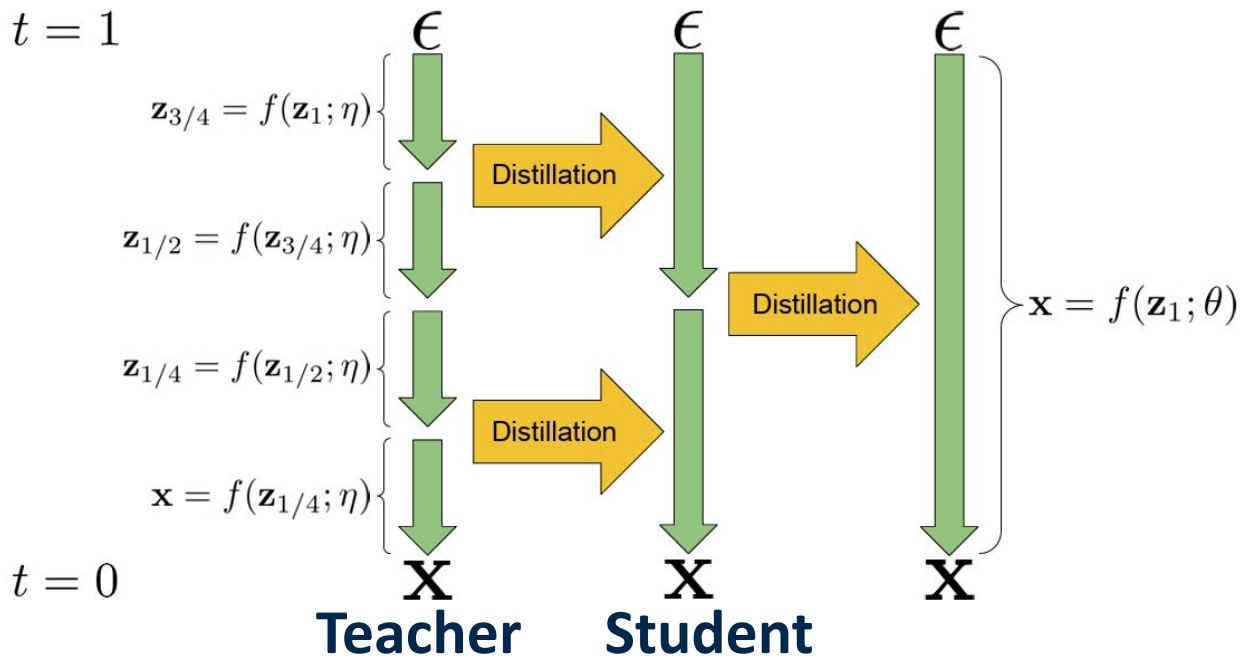 t = 1
ϵ
ϵ
ϵ
z_{3/4} = f(z_1; η)
Distillation
z_{1/2} = f(z_{3/4}; η)
Distillation
x = f(z_1; θ)
z_{1/4} = f(z_{1/2}; η)
Distillation
x = f(z_{1/4}; η)
t = 0
x
x
x
Teacher
Student